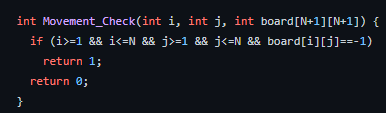 int Movement_Check(int i, int j, int board[N+1][N+1]) {
  if (i>=1 && i<=N && j>=1 && j<=N && board[i][j]==-1)
    return 1;
  return 0;
}